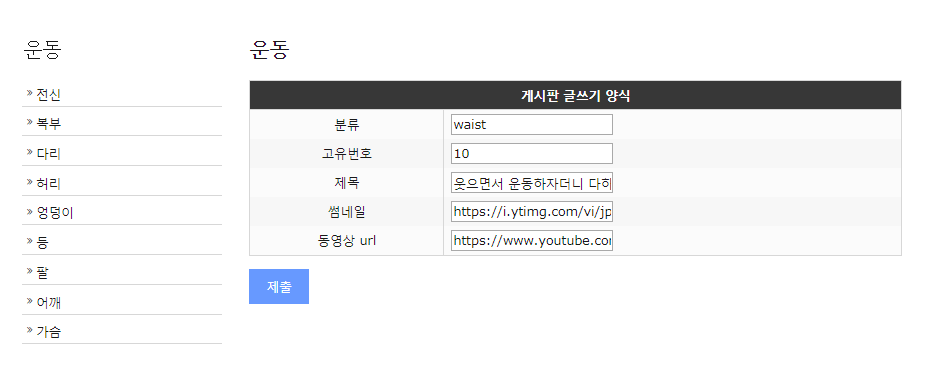 운동
» 전신
» 복부
» 다리
» 허리
» 엉덩이
» 등
» 팔
» 어깨
» 가슴
운동
게시판 글쓰기 양식
분류 waist
고유번호 10
제목 웃으면서 운동하자더니 다하
썸네일 https://i.ytimg.com/vi/jp
동영상 url https://www.youtube.co
제출